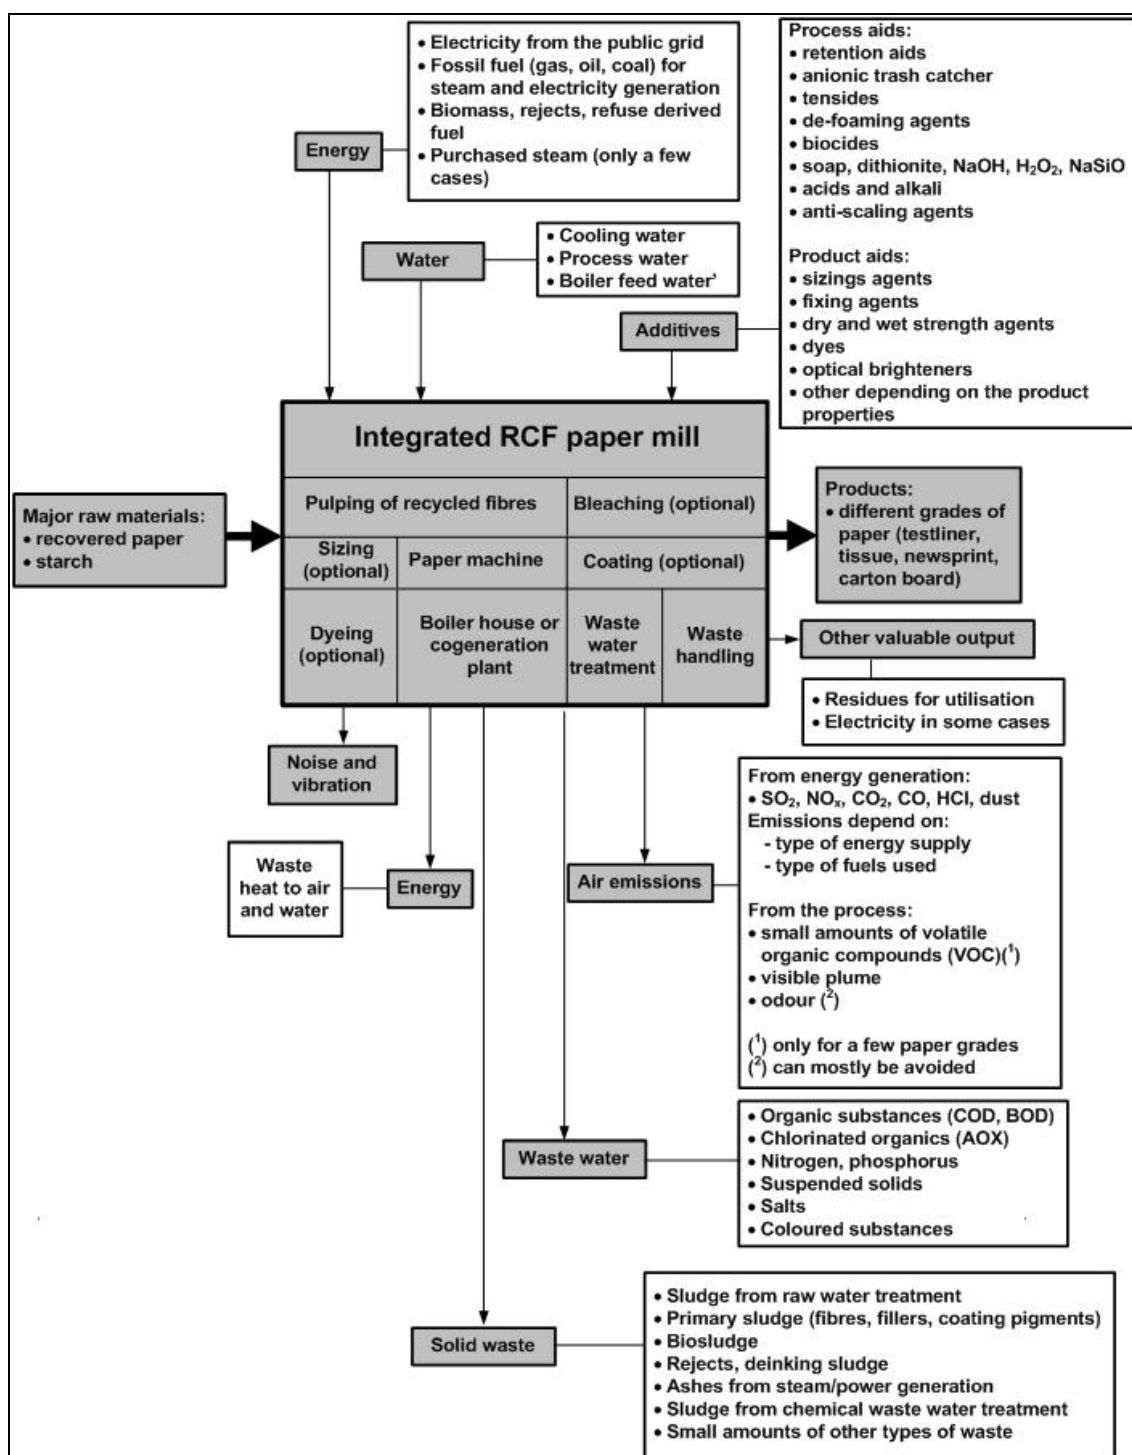 • Electricity from the public grid
• Fossil fuel (gas, oil, coal) for
steam and electricity generation
• Biomass, rejects, refuse derived
fuel
• Purchased steam (only a few
cases)
Energy
Process aids:
• retention aids
• anionic trash catcher
• tensides
• de-foaming agents
• biocides
• soap, dithionite, NaOH, H₂O₂, NaSiO
• acids and alkali
• anti-scaling agents
Product aids:
• sizings agents
• fixing agents
• dry and wet strength agents
• dyes
• optical brighteners
• other depending on the product
properties
Water
• Cooling water
• Process water
• Boiler feed water’
Additives
Integrated RCF paper mill
Pulping of recycled fibres
Bleaching (optional)
Sizing
(optional)
Paper machine
Coating (optional)
Dyeing
(optional)
Boiler house or
cogeneration
plant
Waste
water
treatment
Waste
handling
Major raw materials:
• recovered paper
• starch
Products:
• different grades of
paper (testliner,
tissue, newsprint,
carton board)
Other valuable output
• Residues for utilisation
• Electricity in some cases
Noise and
vibration
Waste
heat to air
and water
Energy
Air emissions
From energy generation:
• SO₂, NOₓ, CO₂, CO, HCl, dust
Emissions depend on:
- type of energy supply
- type of fuels used
From the process:
• small amounts of volatile
organic compounds (VOC)(¹)
• visible plume
• odour (²)
(¹) only for a few paper grades
(²) can mostly be avoided
Waste water
• Organic substances (COD, BOD)
• Chlorinated organics (AOX)
• Nitrogen, phosphorus
• Suspended solids
• Salts
• Coloured substances
Solid waste
• Sludge from raw water treatment
• Primary sludge (fibres, fillers, coating pigments)
• Biosludge
• Rejects, deinking sludge
• Ashes from steam/power generation
• Sludge from chemical waste water treatment
• Small amounts of other types of waste